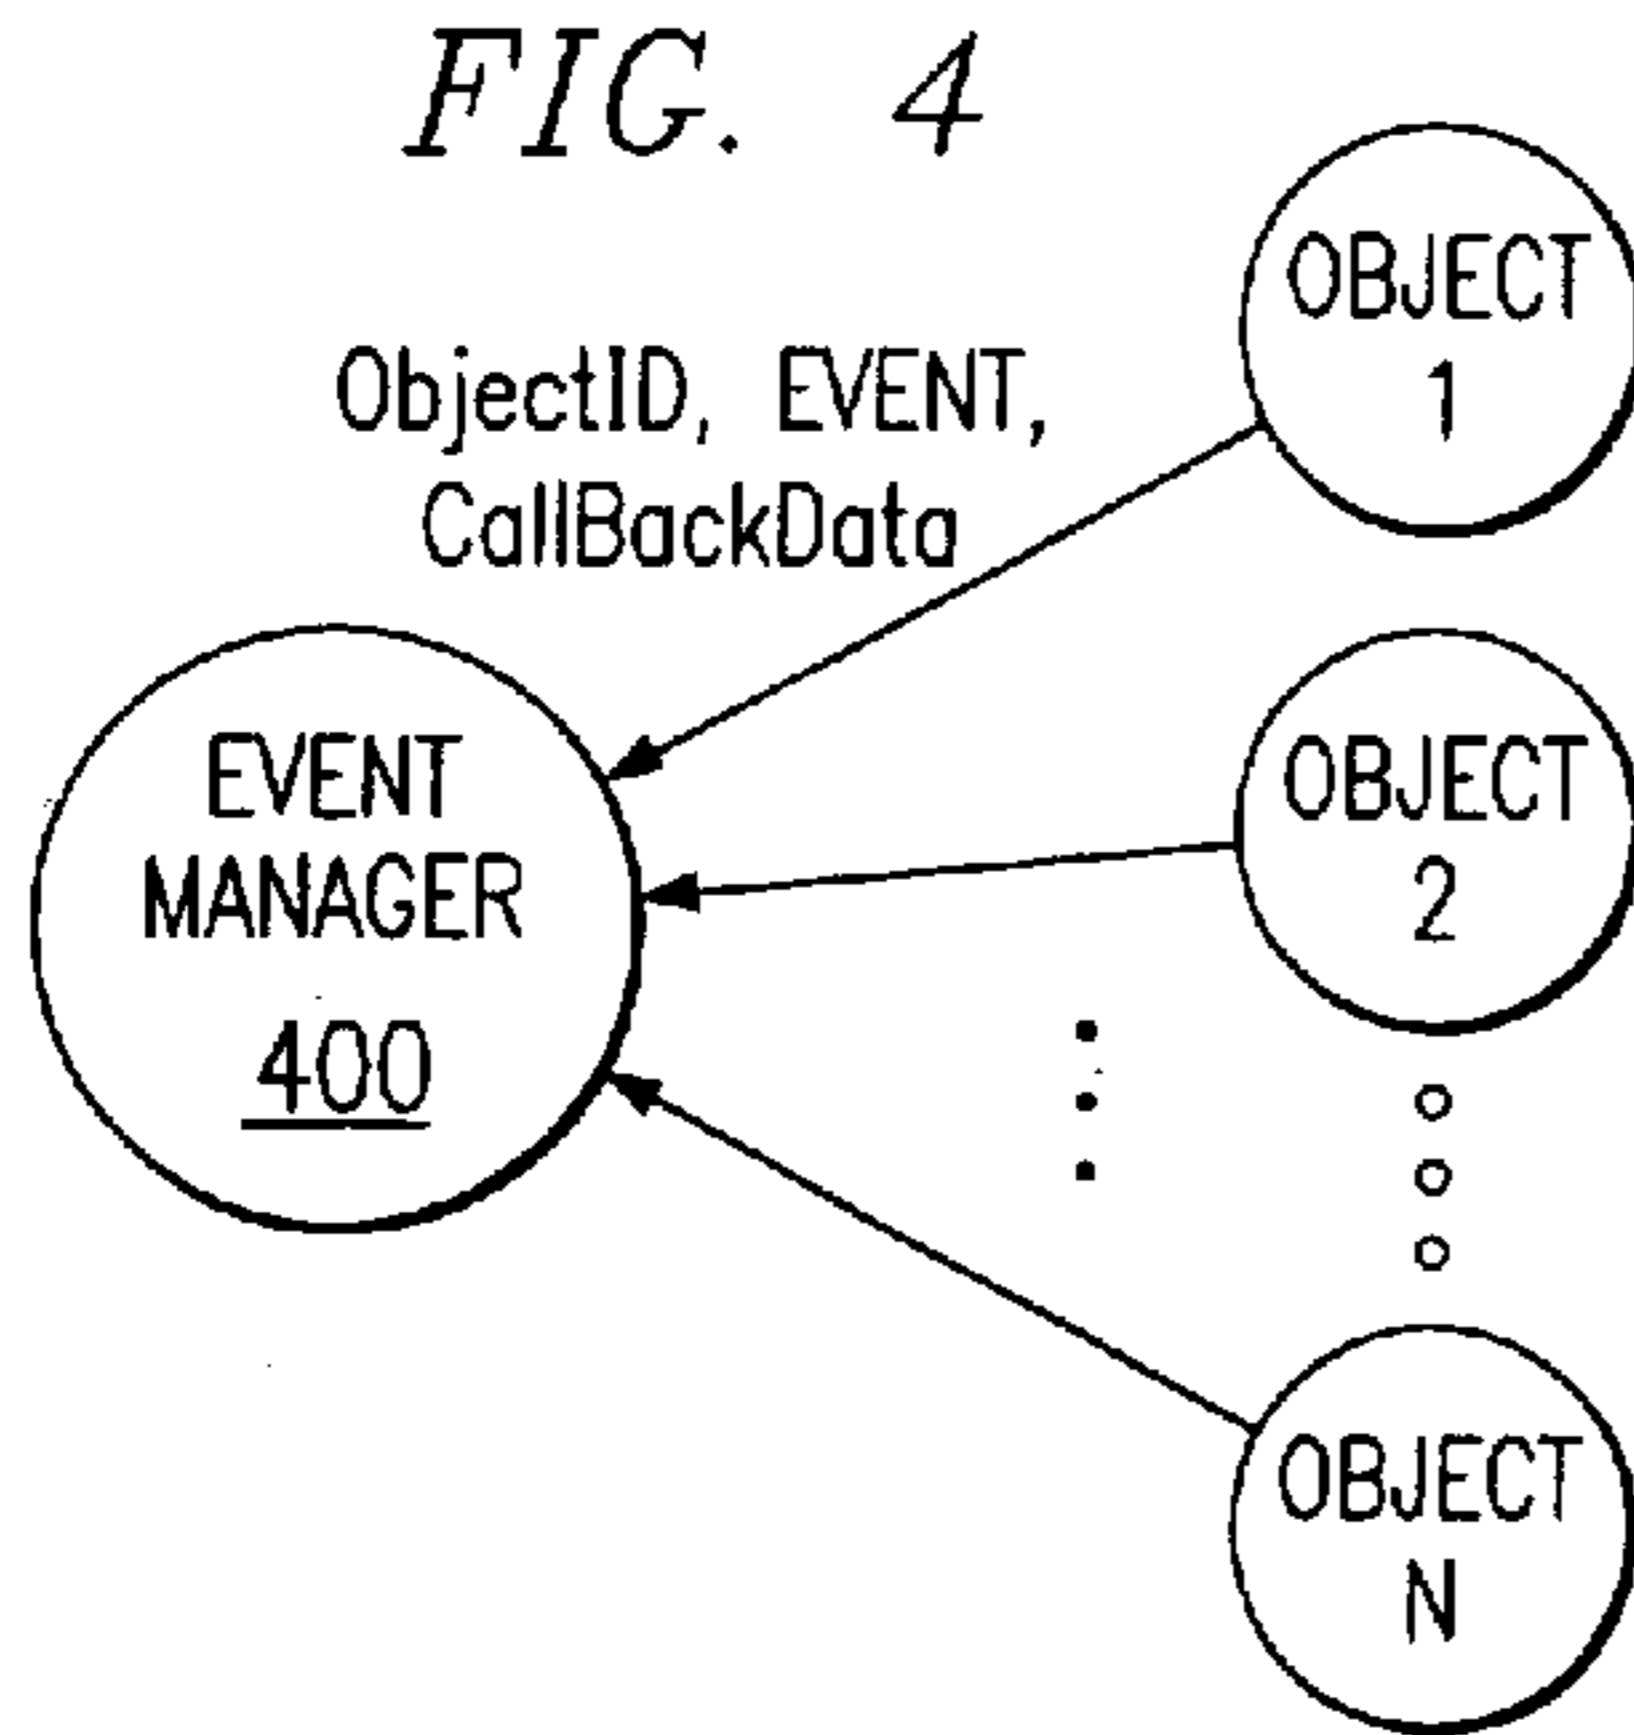 FIG. 4
ObjectID, EVENT,
CallBackData
EVENT
MANAGER
400
OBJECT
1
OBJECT
2
OBJECT
N